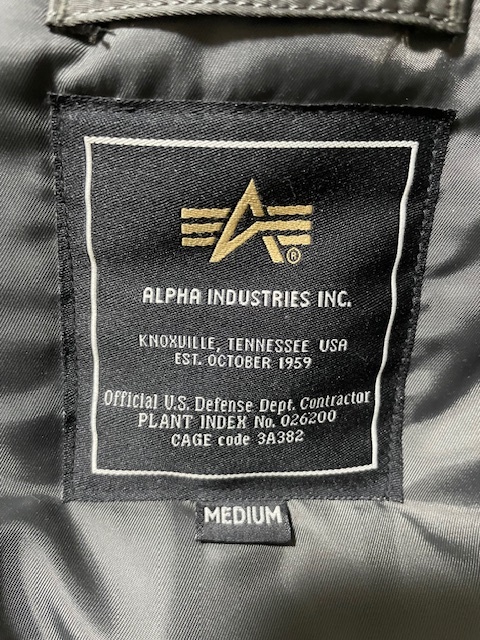 ®
ALPHA INDUSTRIES INC.
KNOXVILLE, TENNESSEE USA
EST. OCTOBER 1959
Official U.S. Defense Dept. Contractor
PLANT INDEX No. 026200
CAGE code 3A382
MEDIUM